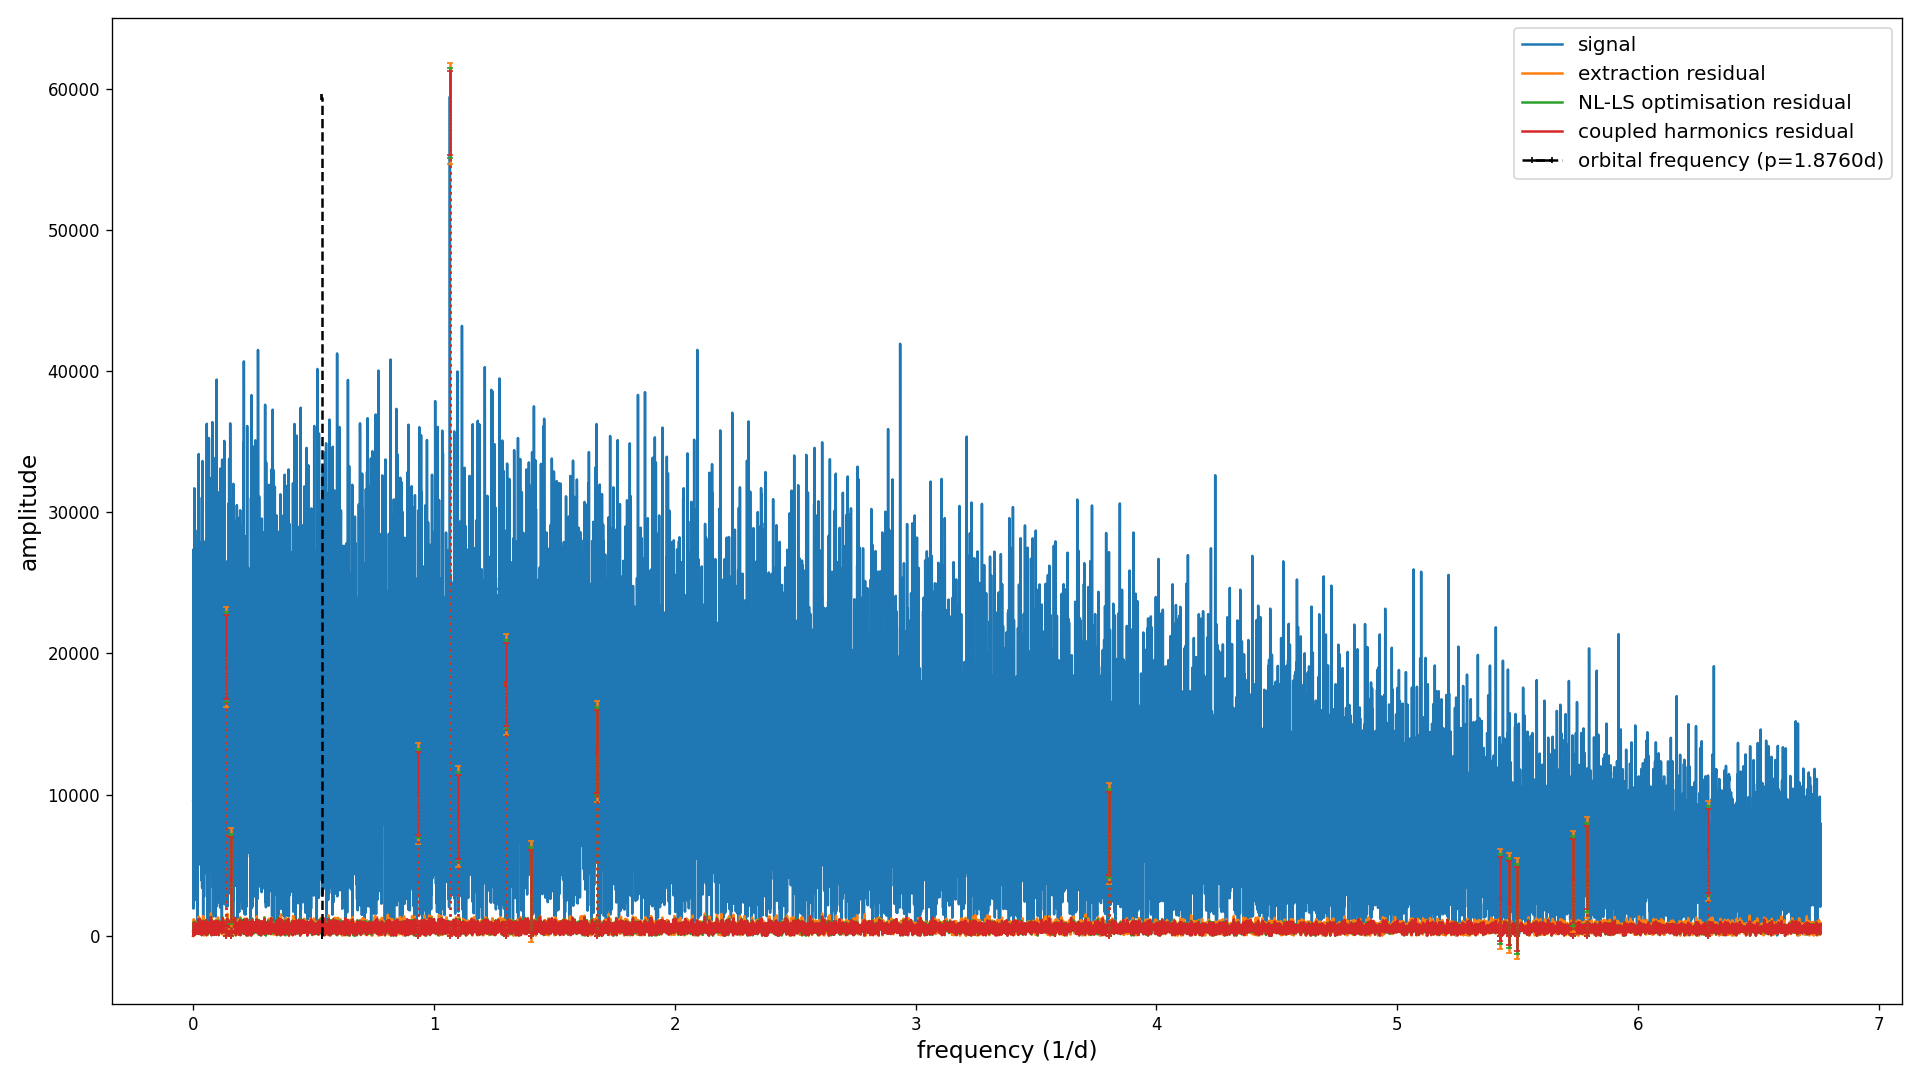 signal
extraction residual
NL-LS optimisation residual
coupled harmonics residual
orbital frequency (p=1.8760d)
60000
50000
40000
30000
20000
10000
0
amplitude
0 1 2 3 4 5 6 7
frequency (1/d)